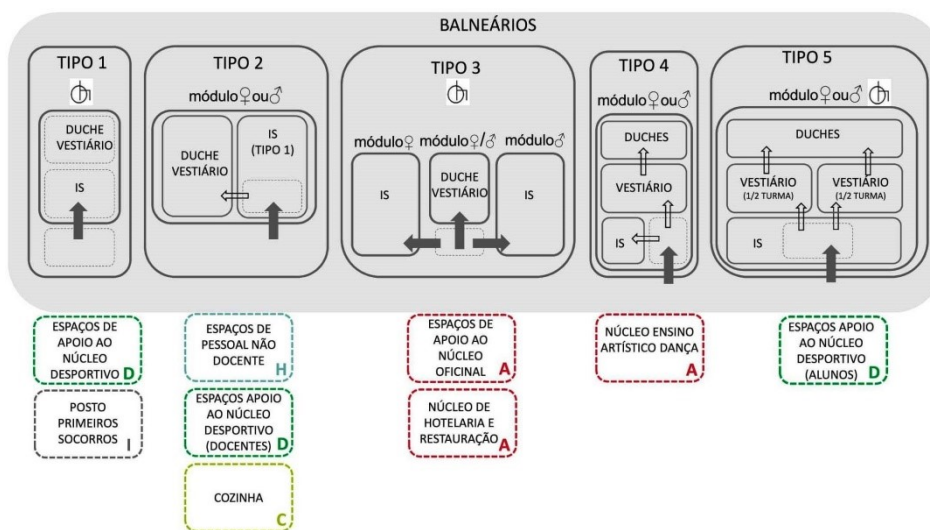 BALNEÁRIOS
TIPO 1
DUCHE
VESTIÁRIO
IS
TIPO 2
módulo♀ou♂
DUCHE
VESTIÁRIO
IS
(TIPO 1)
TIPO 3
módulo♀
módulo♀/♂
módulo♂
IS
DUCHE
VESTIÁRIO
IS
TIPO 4
módulo♀ou♂
DUCHES
VESTIÁRIO
IS
TIPO 5
módulo♀ou♂
DUCHES
VESTIÁRIO
(1/2 TURMA)
VESTIÁRIO
(1/2 TURMA)
IS
ESPAÇOS DE
APOIO AO
NÚCLEO
DESPORTIVO D
POSTO
PRIMEIROS
SOCORROS
I
ESPAÇOS DE
PESSOAL NÃO
DOCENTE
H
ESPAÇOS APOIO
AO NÚCLEO
DESPORTIVO
(DOCENTES) D
COZINHA
C
ESPAÇOS DE
APOIO AO
NÚCLEO
OFICINAL
A
NÚCLEO DE
HOTELARIA E
RESTAURAÇÃO
A
NÚCLEO ENSINO
ARTÍSTICO DANÇA
A
ESPAÇOS APOIO
AO NÚCLEO
DESPORTIVO
(ALUNOS) D